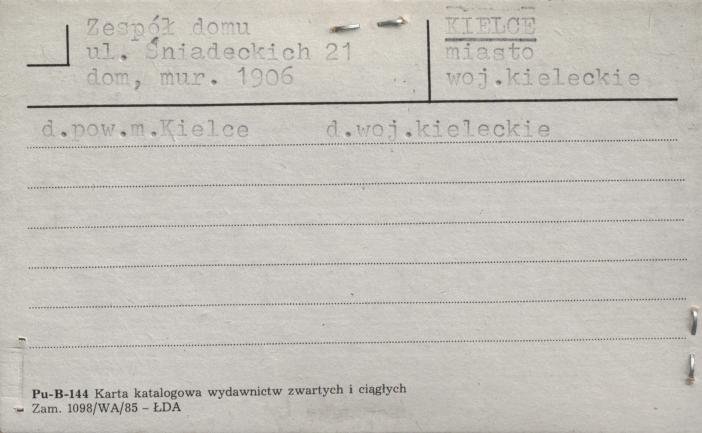 Zespół domu
ul. Śniadeckich 21
dom, mur. 1906
KIELCE
miasto
woj.kieleckie
d.pow.m.Kielce d.woj.kieleckie
Pu-B-144 Karta katalogowa wydawnictw zwartych i ciągłych
Zam. 1098/WA/85 – ŁDA